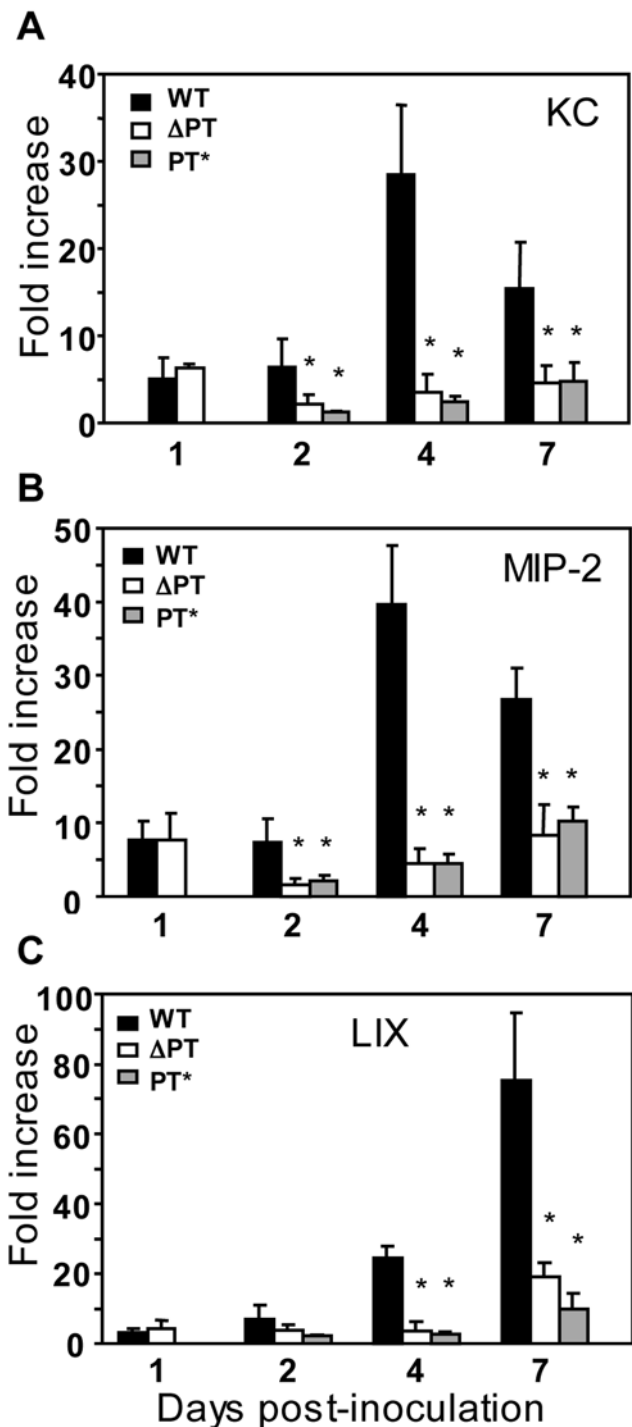 A
40
30
20
10
0
Fold increase
WT
ΔPT
PT*
KC
* *
* *
* *
1 2 4 7
B
50
40
30
20
10
0
Fold increase
WT
ΔPT
PT*
MIP-2
* *
* *
* *
1 2 4 7
C
100
80
60
40
20
0
Fold increase
WT
ΔPT
PT*
LIX
* *
* *
1 2 4 7
Days post-inoculation